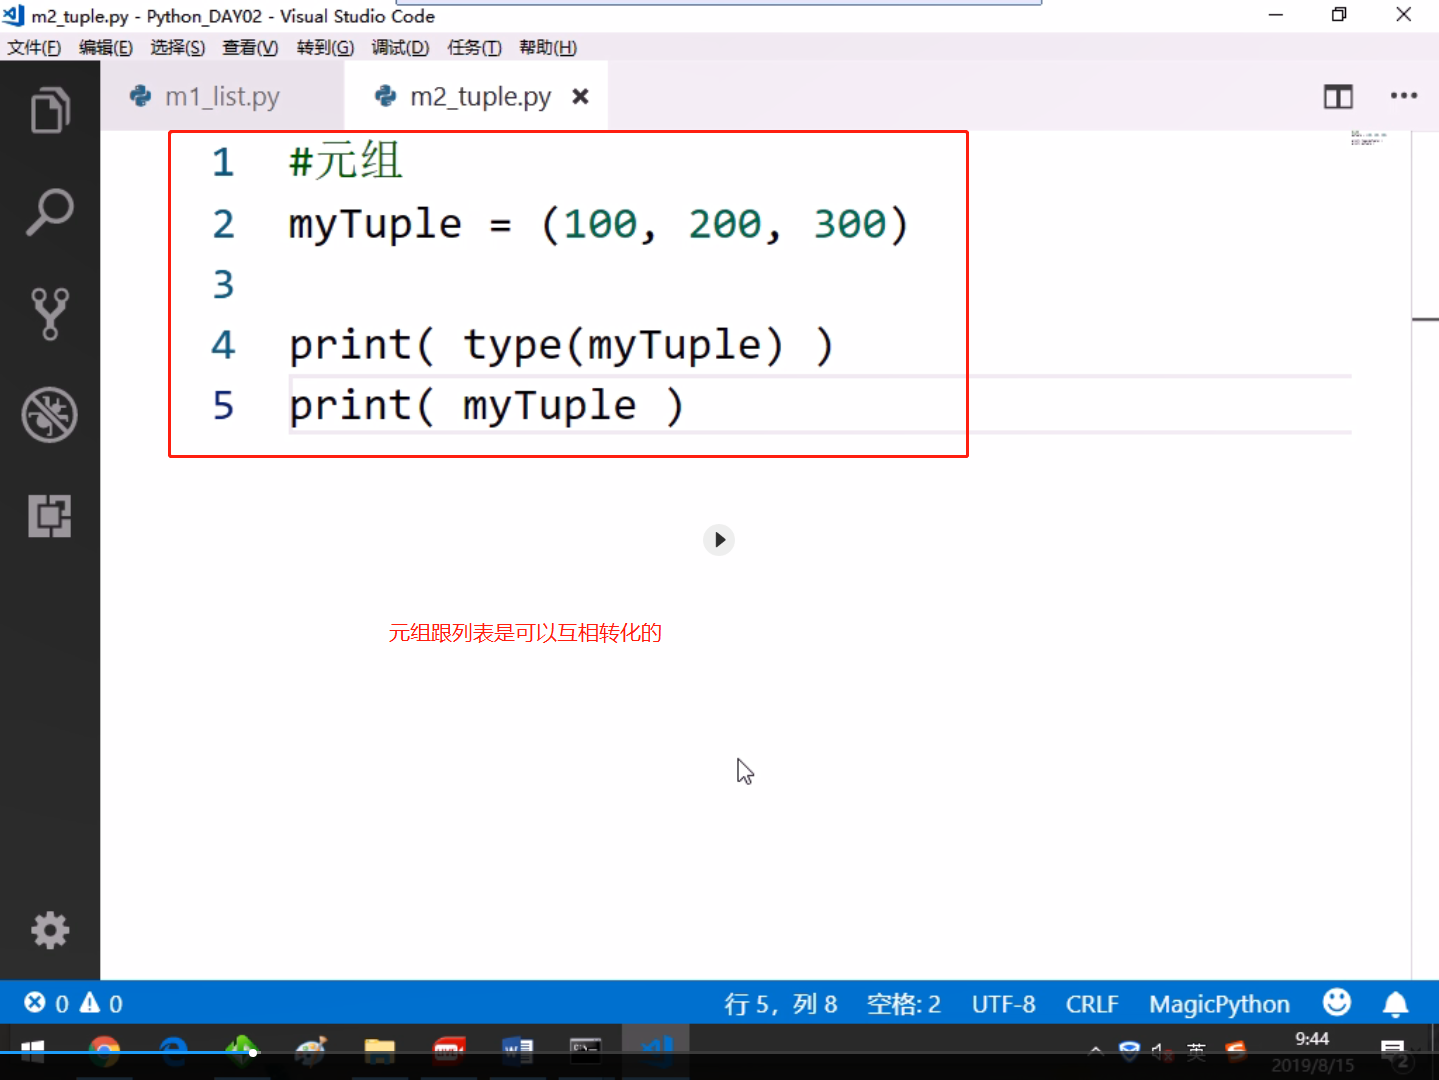 m2_tuple.py - Python_DAY02 - Visual Studio Code
文件(F) 编辑(E) 选择(S) 查看(V) 转到(G) 调试(D) 任务(T) 帮助(H)
m1_list.py m2_tuple.py
1 #元组
2 myTuple = (100, 200, 300)
3
4 print( type(myTuple) )
5 print( myTuple )
元组跟列表是可以互相转化的
0 0 行 5，列 8 空格: 2 UTF-8 CRLF MagicPython
英 9:44
2019/8/15 2